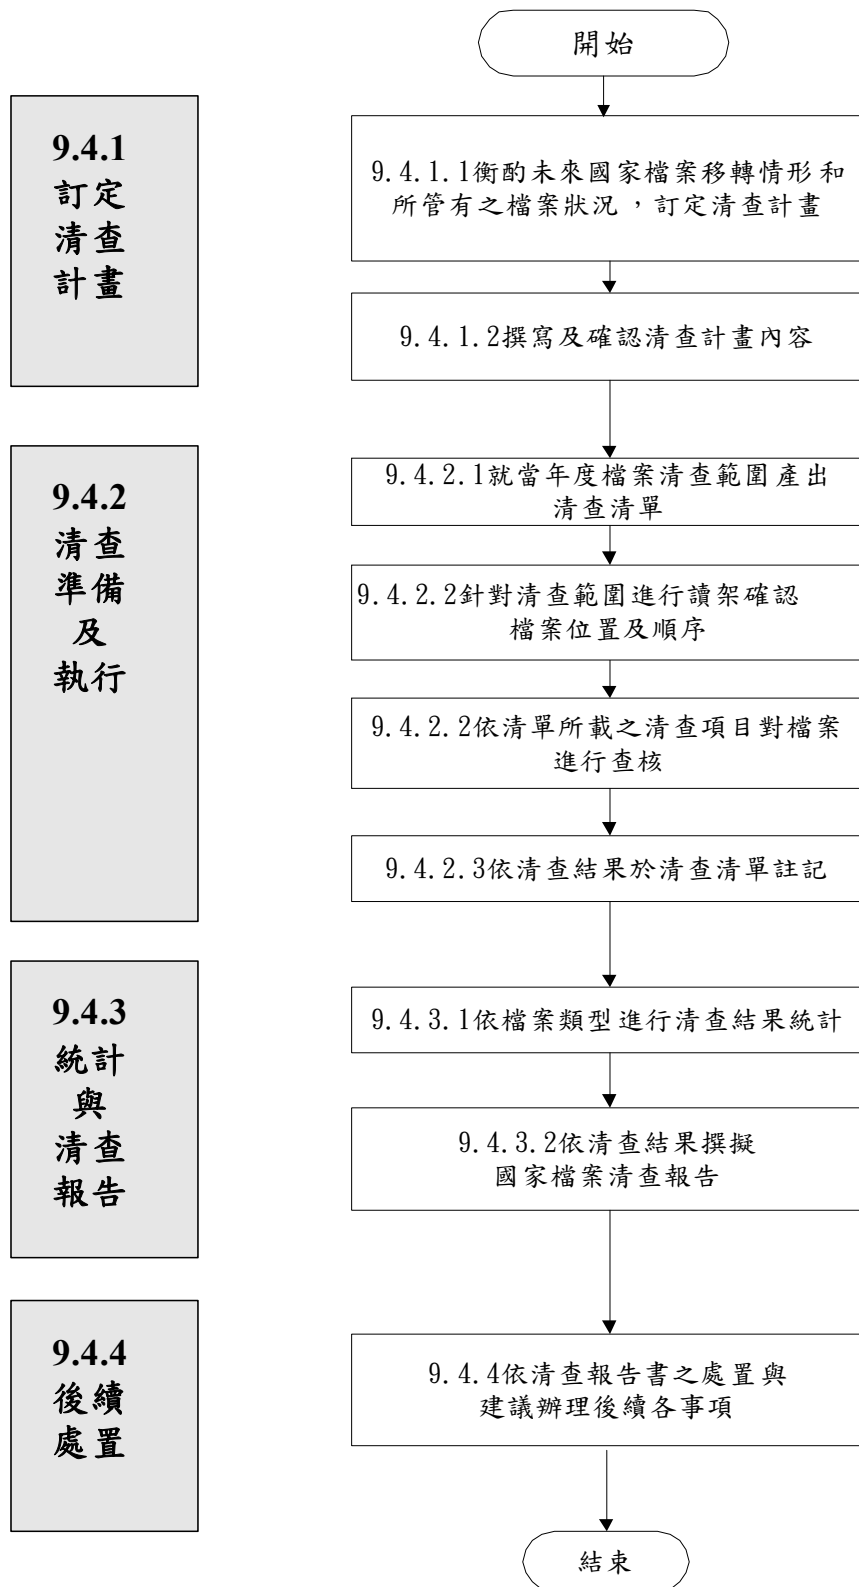 開始
9.4.1
訂定
清查
計畫
9.4.1.1衡酌未來國家檔案移轉情形和
所管有之檔案狀況，訂定清查計畫
9.4.1.2撰寫及確認清查計畫內容
9.4.2
清查
準備
及
執行
9.4.2.1就當年度檔案清查範圍產出
清查清單
9.4.2.2針對清查範圍進行讀架確認
檔案位置及順序
9.4.2.2依清單所載之清查項目對檔案
進行查核
9.4.2.3依清查結果於清查清單註記
9.4.3
統計
與
清查
報告
9.4.3.1依檔案類型進行清查結果統計
9.4.3.2依清查結果撰擬
國家檔案清查報告
9.4.4
後續
處置
9.4.4依清查報告書之處置與
建議辦理後續各事項
結束